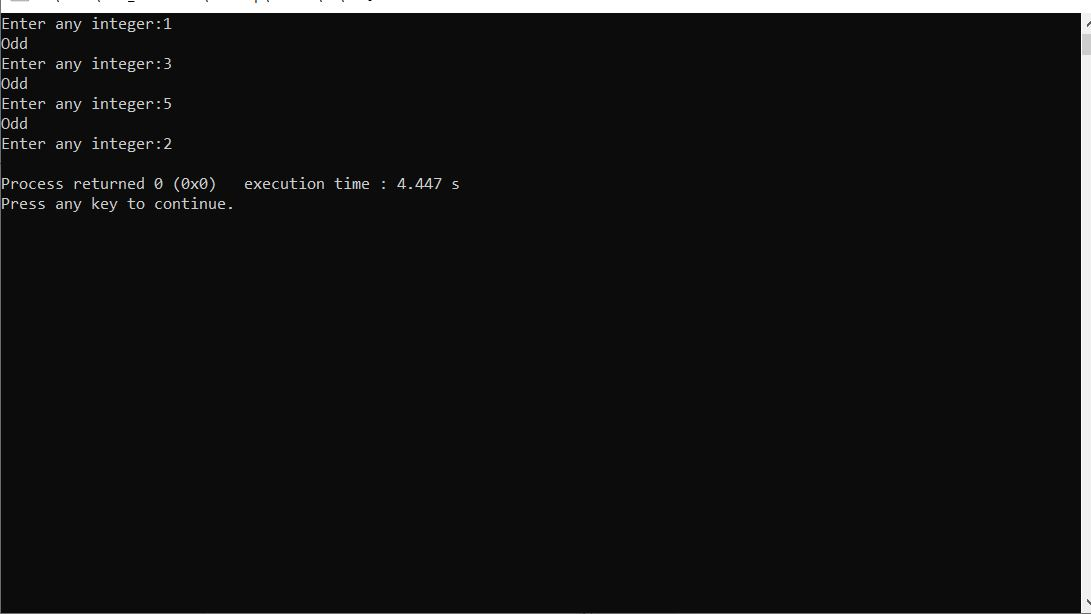 Enter any integer:1
Odd
Enter any integer:3
Odd
Enter any integer:5
Odd
Enter any integer:2
Process returned 0 (0x0)   execution time : 4.447 s
Press any key to continue.